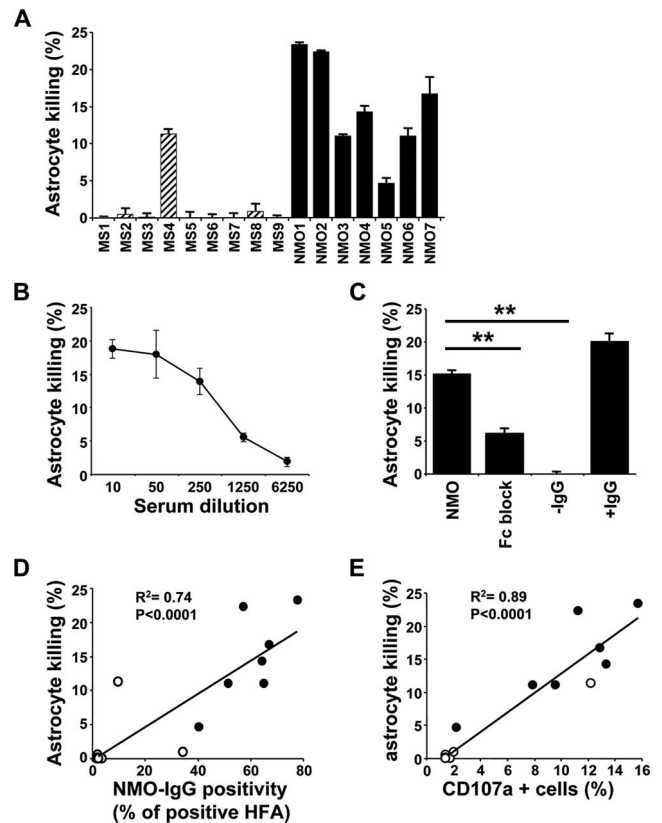 A
Astrocyte killing (%)
25
20
15
10
5
0
MS1
MS2
MS3
MS4
MS5
MS6
MS7
MS8
MS9
NMO1
NMO2
NMO3
NMO4
NMO5
NMO6
NMO7
B
Astrocyte killing (%)
25
20
15
10
5
0
10 50 250 1250 6250
Serum dilution
C
Astrocyte killing (%)
25
20
15
10
5
0
**
**
NMO
Fc block
-IgG
+IgG
D
Astrocyte killing (%)
25
20
15
10
5
0
R²= 0.74
P<0.0001
0 20 40 60 80
NMO-IgG positivity
(% of positive HFA)
E
astrocyte killing (%)
25
20
15
10
5
0
R²= 0.89
P<0.0001
0 2 4 6 8 10 12 14 16
CD107a + cells (%)